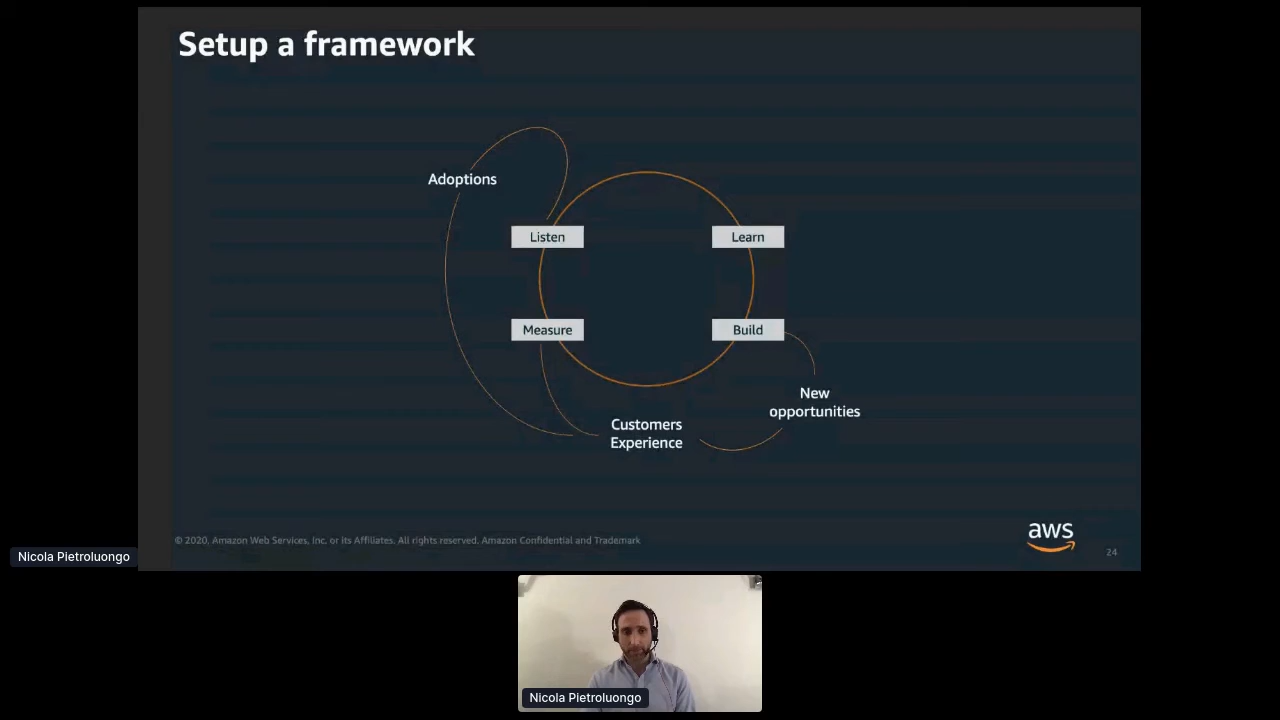 Setup a framework
Adoptions
Listen
Learn
Measure
Build
New
opportunities
Customers
Experience
© 2020, Amazon Web Services, Inc. or its Affiliates. All rights reserved. Amazon Confidential and Trademark
aws
24
Nicola Pietroluongo
Nicola Pietroluongo